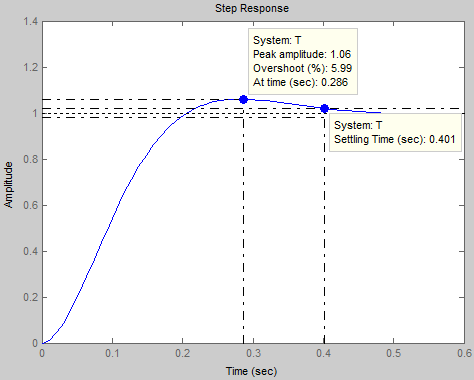 Step Response
1.4
1.2
1
0.8
0.6
0.4
0.2
0
System: T
Peak amplitude: 1.06
Overshoot (%): 5.99
At time (sec): 0.286
System: T
Settling Time (sec): 0.401
Amplitude
0 0.1 0.2 0.3 0.4 0.5 0.6
Time (sec)